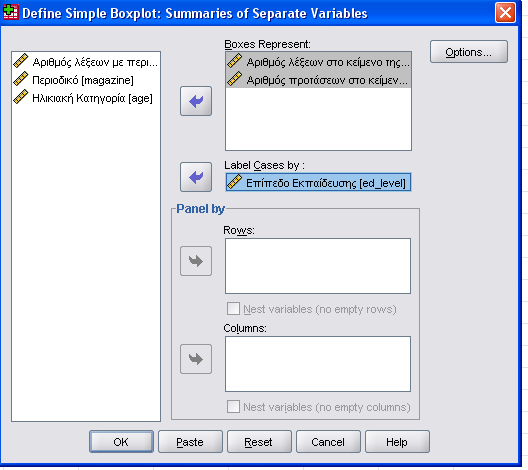 Define Simple Boxplot: Summaries of Separate Variables
Αριθμός λέξεων με περι...
Περιοδικό [magazine]
Ηλικιακή Κατηγορία [age]
Boxes Represent:
Αριθμός λέξεων στο κείμενο της...
Αριθμός προτάσεων στο κείμεν...
Options...
Label Cases by :
Επίπεδο Εκπαίδευσης [ed_level]
Panel by
Rows:
Nest variables (no empty rows)
Columns:
Nest variables (no empty columns)
OK
Paste
Reset
Cancel
Help